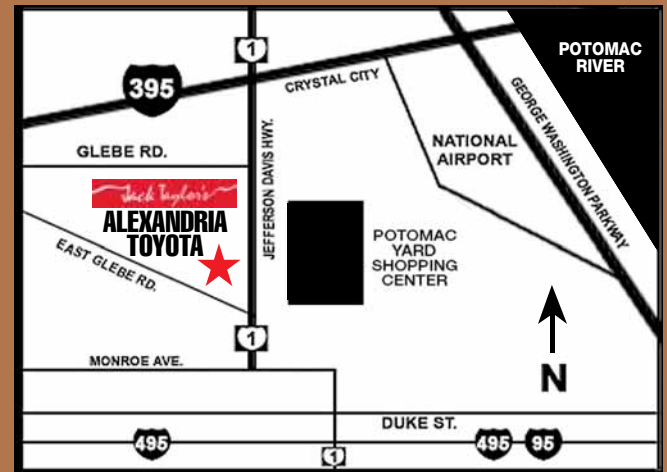 1
POTOMAC
RIVER
395
CRYSTAL CITY
GEORGE WASHINGTON PARKWAY
GLEBE RD.
JEFFERSON DAVIS HWY.
NATIONAL
AIRPORT
Jack Taylor's
ALEXANDRIA
TOYOTA
EAST GLEBE RD.
POTOMAC
YARD
SHOPPING
CENTER
1
MONROE AVE.
N
DUKE ST.
495
1
495
95